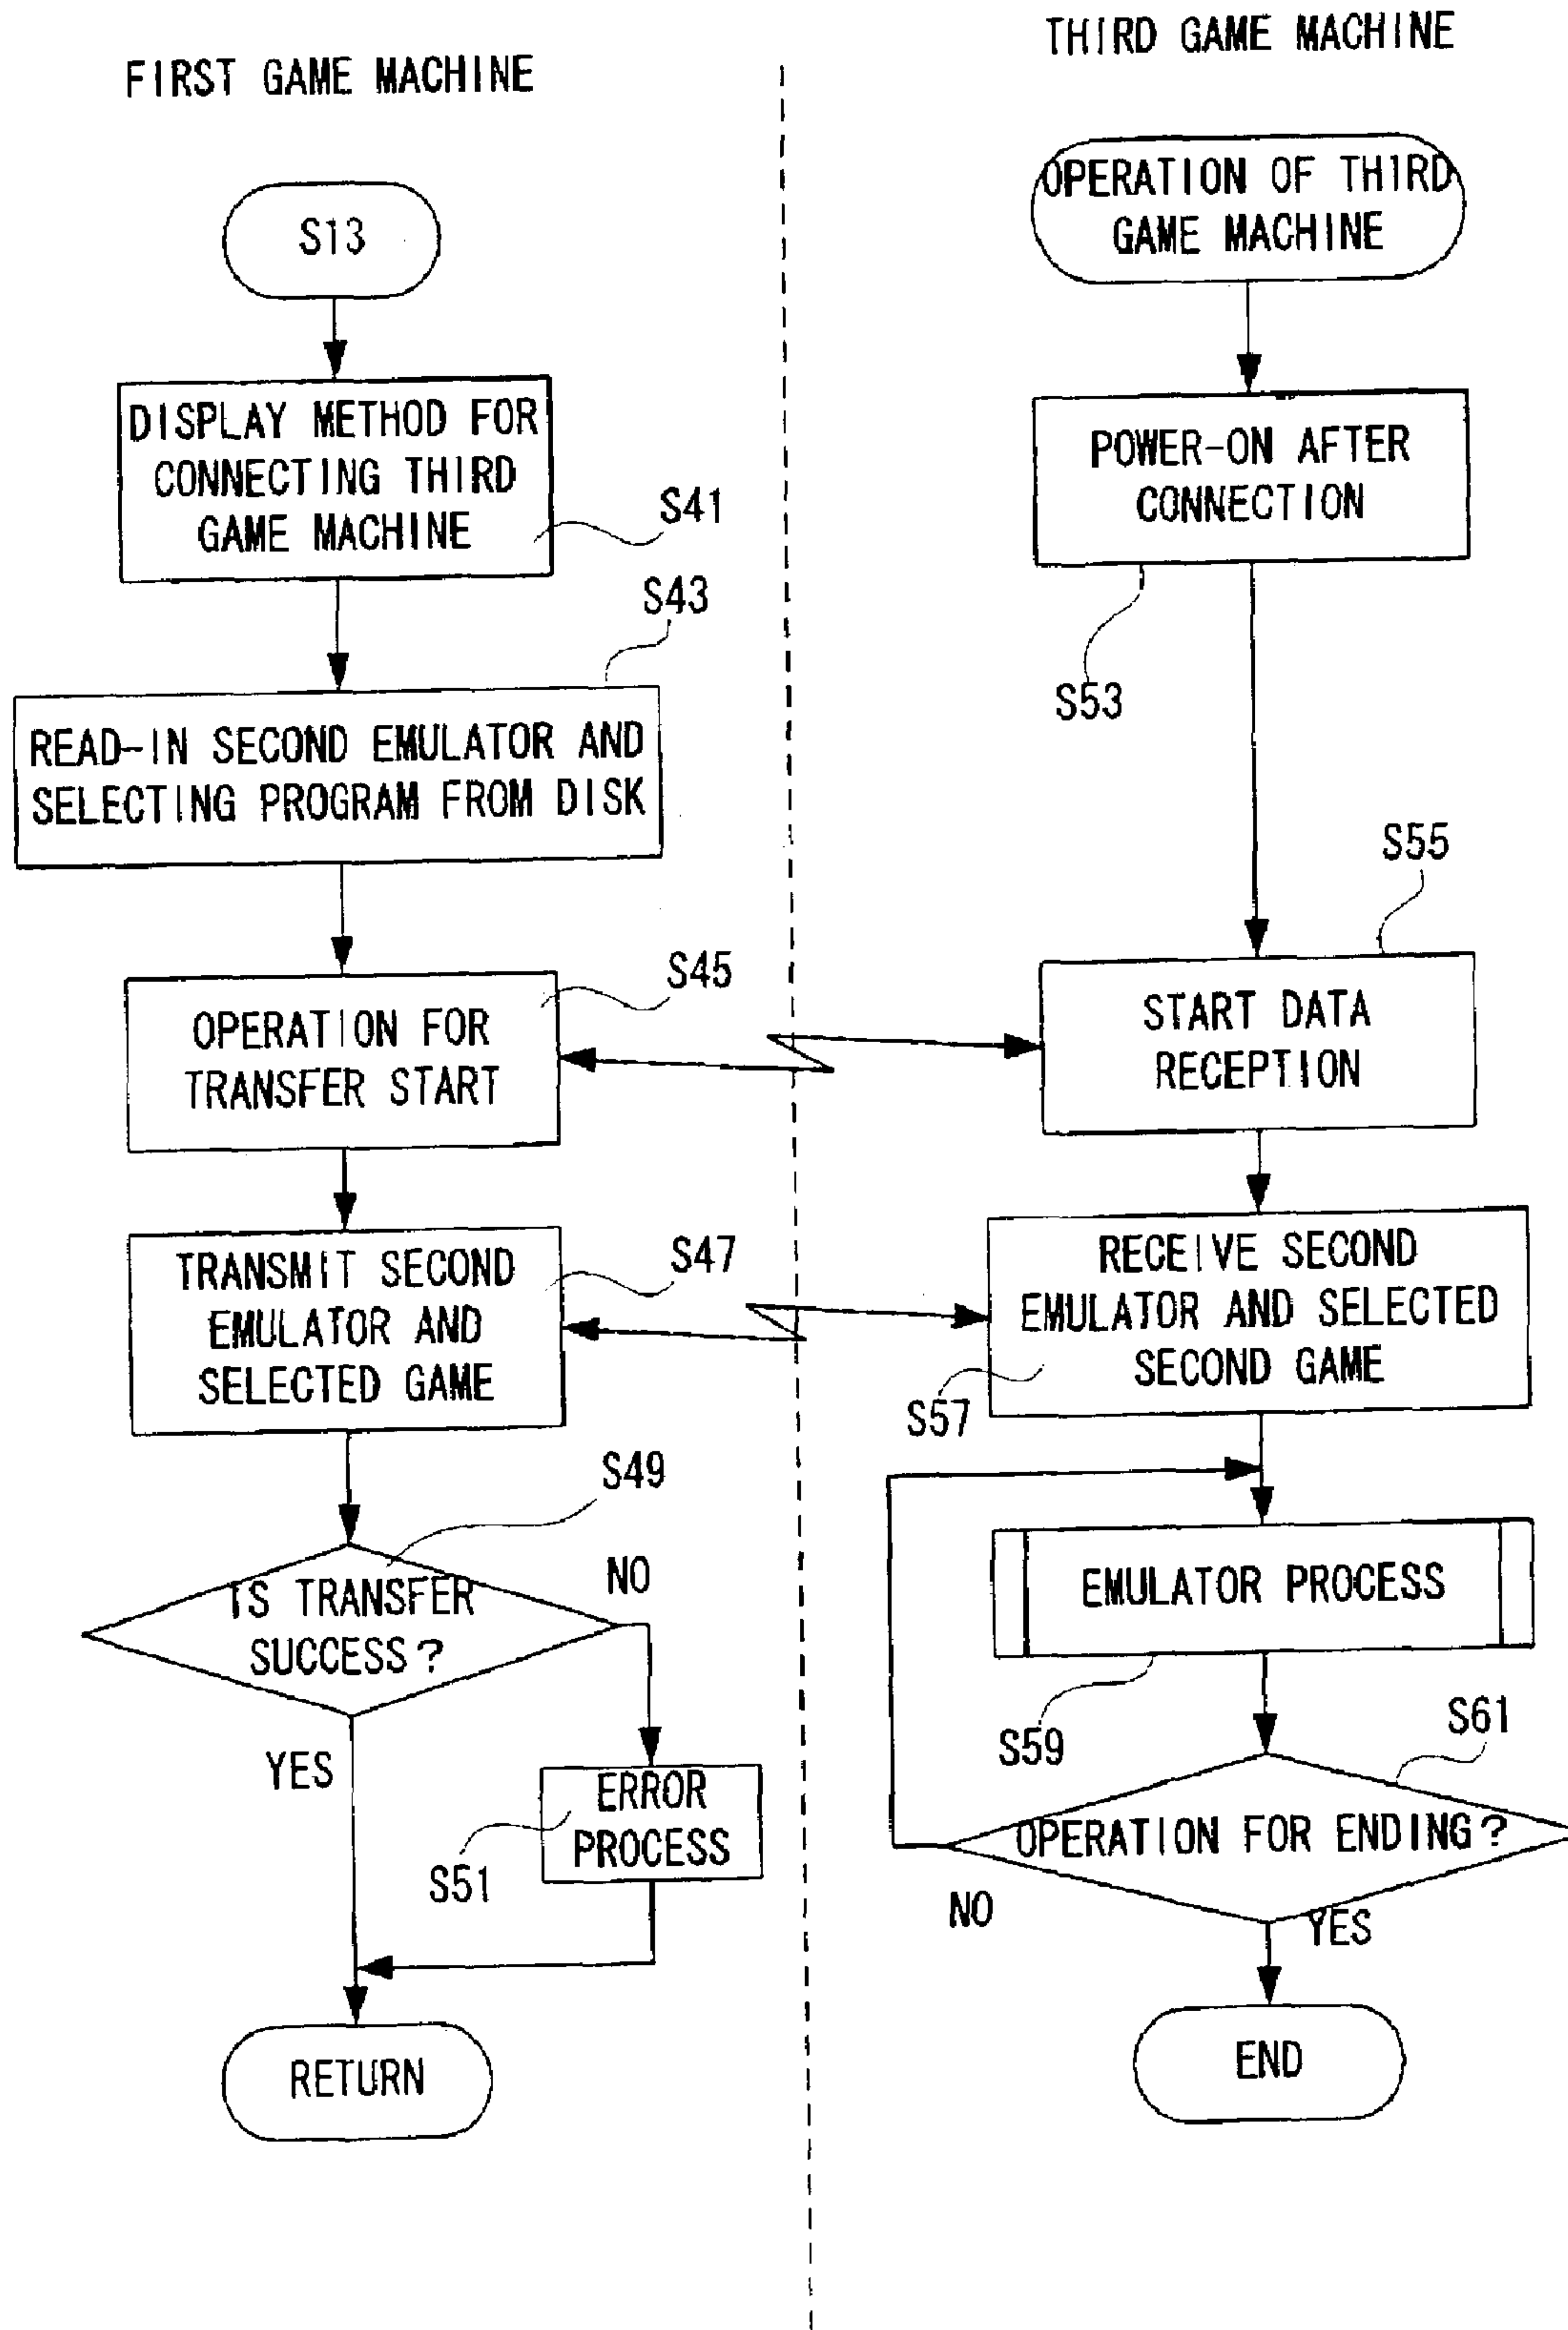 FIRST GAME MACHINE
S13
DISPLAY METHOD FOR
CONNECTING THIRD
GAME MACHINE
S41
S43
READ-IN SECOND EMULATOR AND
SELECTING PROGRAM FROM DISK
S45
OPERATION FOR
TRANSFER START
S47
TRANSMIT SECOND
EMULATOR AND
SELECTED GAME
S49
IS TRANSFER
SUCCESS?
NO
YES
ERROR
PROCESS
S51
RETURN
THIRD GAME MACHINE
OPERATION OF THIRD
GAME MACHINE
POWER-ON AFTER
CONNECTION
S53
S55
START DATA
RECEPTION
RECEIVE SECOND
EMULATOR AND SELECTED
SECOND GAME
S57
EMULATOR PROCESS
S59
S61
OPERATION FOR ENDING?
NO
YES
END